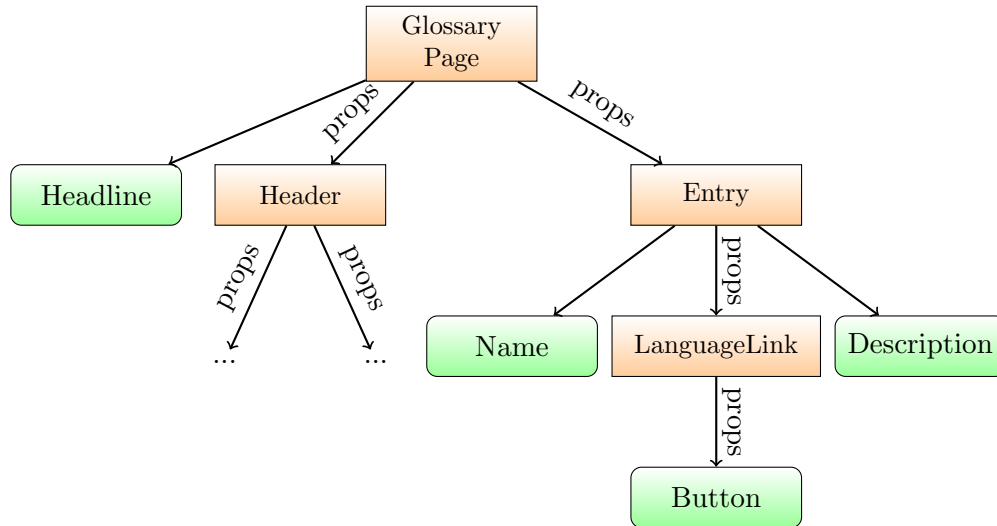 Glossary
Page
props
props
Headline
Header
Entry
props
props
props
...
...
Name
LanguageLink
Description
props
Button